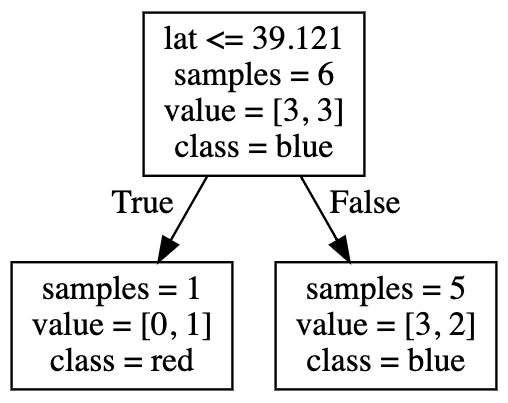 lat <= 39.121
samples = 6
value = [3, 3]
class = blue
True
False
samples = 1
value = [0, 1]
class = red
samples = 5
value = [3, 2]
class = blue